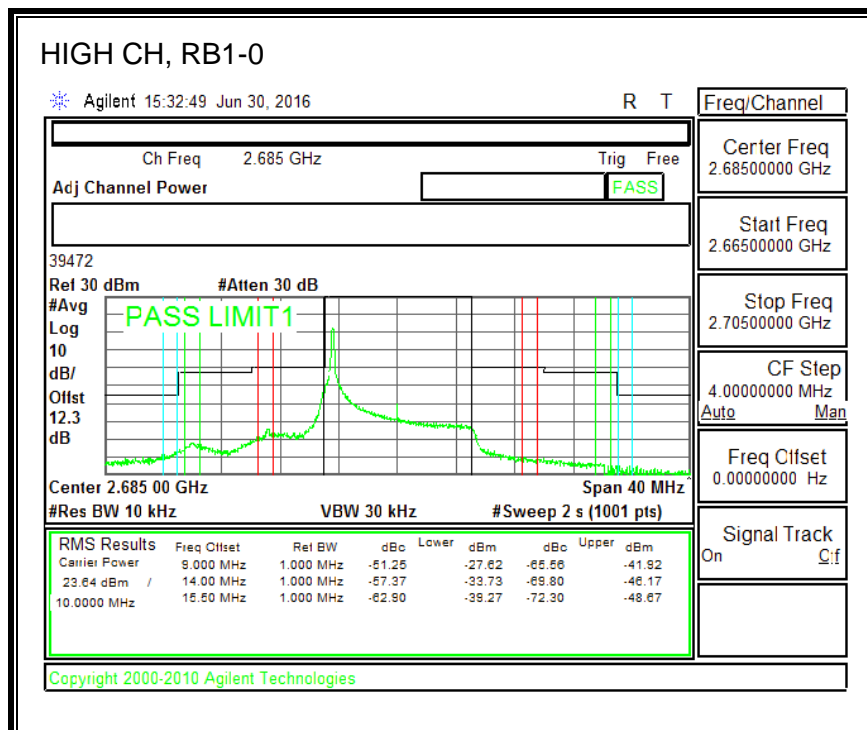 HIGH CH, RB1-0
Agilent 15:32:49 Jun 30, 2016 R T
Ch Freq 2.685 GHz Trig Free
Adj Channel Power PASS
39472
Ref 30 dBm #Atten 30 dB
#Avg
Log
10
dB/
Offst
12.3
dB
PASS LIMIT1
Center 2.685 00 GHz Span 40 MHz
#Res BW 10 kHz VBW 30 kHz #Sweep 2 s (1001 pts)
RMS Results Freq Offset Ref BW dBc Lower dBm dBc Upper dBm
Carrier Power 9.000 MHz 1.000 MHz -51.25 -27.62 -65.56 -41.92
23.64 dBm / 14.00 MHz 1.000 MHz -57.37 -33.73 -69.80 -46.17
10.0000 MHz 15.50 MHz 1.000 MHz -62.90 -39.27 -72.30 -48.67
Copyright 2000-2010 Agilent Technologies
Freq/Channel
Center Freq
2.68500000 GHz
Start Freq
2.66500000 GHz
Stop Freq
2.70500000 GHz
CF Step
4.00000000 MHz
Auto Man
Freq Offset
0.00000000 Hz
Signal Track
On Off